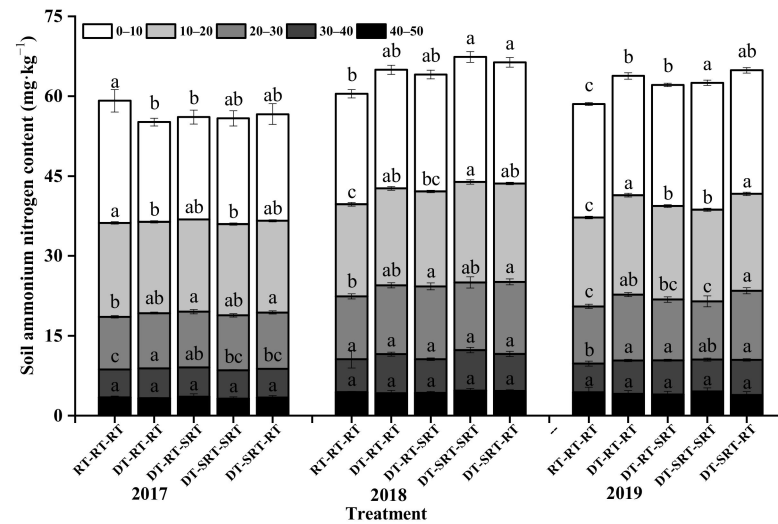 Soil ammonium nitrogen content (mg·kg⁻¹)
75
60
45
30
15
0
0–10 10–20 20–30 30–40 40–50
a b b ab ab
a b ab b ab
b ab a ab a
c a ab bc bc
a a a a a
b ab ab a a
c ab bc a ab
b ab a ab a
a a a a a
a a a a a
c b b a ab
c a b b a
c ab bc c a
b a a ab a
a a a a a
RT-RT-RT DT-RT-RT DT-RT-SRT DT-SRT-SRT DT-SRT-RT
RT-RT-RT DT-RT-RT DT-RT-SRT DT-SRT-SRT DT-SRT-RT
-- RT-RT-RT DT-RT-RT DT-RT-SRT DT-SRT-SRT DT-SRT-RT
2017 2018 2019
Treatment